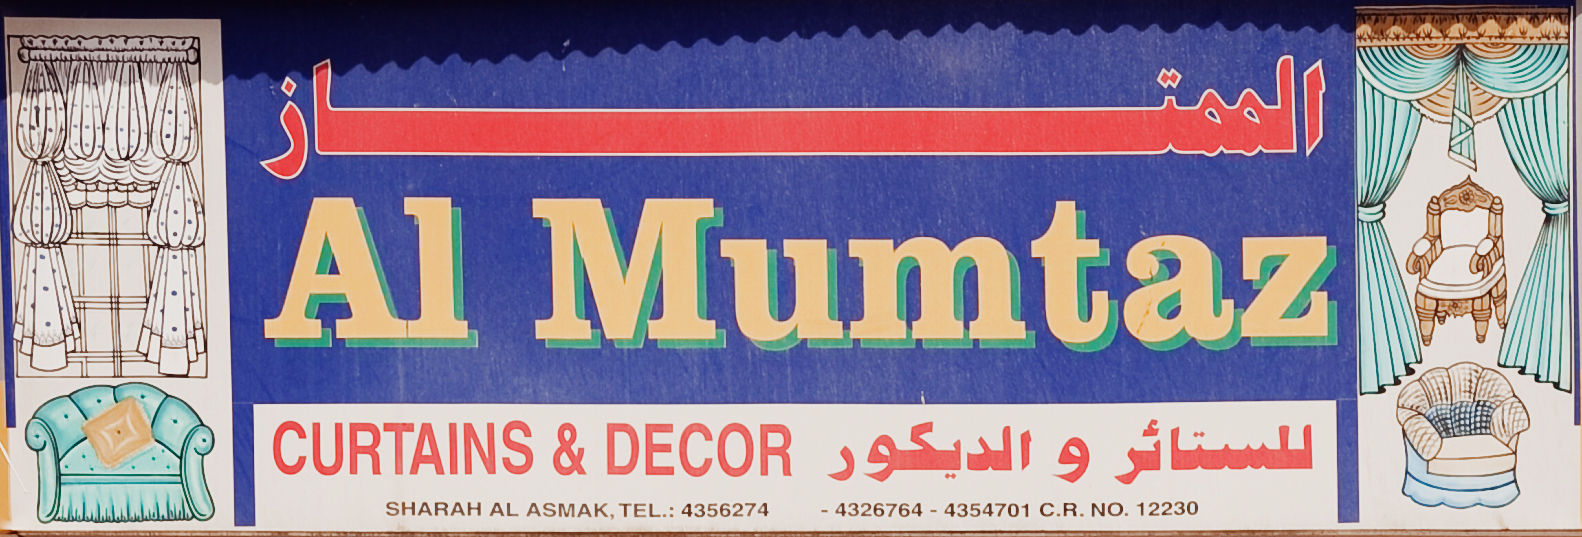 الممتاز
Al Mumtaz
CURTAINS & DECOR للستائر و الديكور
SHARAH AL ASMAK, TEL.: 4356274 - 4326764 - 4354701 C.R. NO. 12230